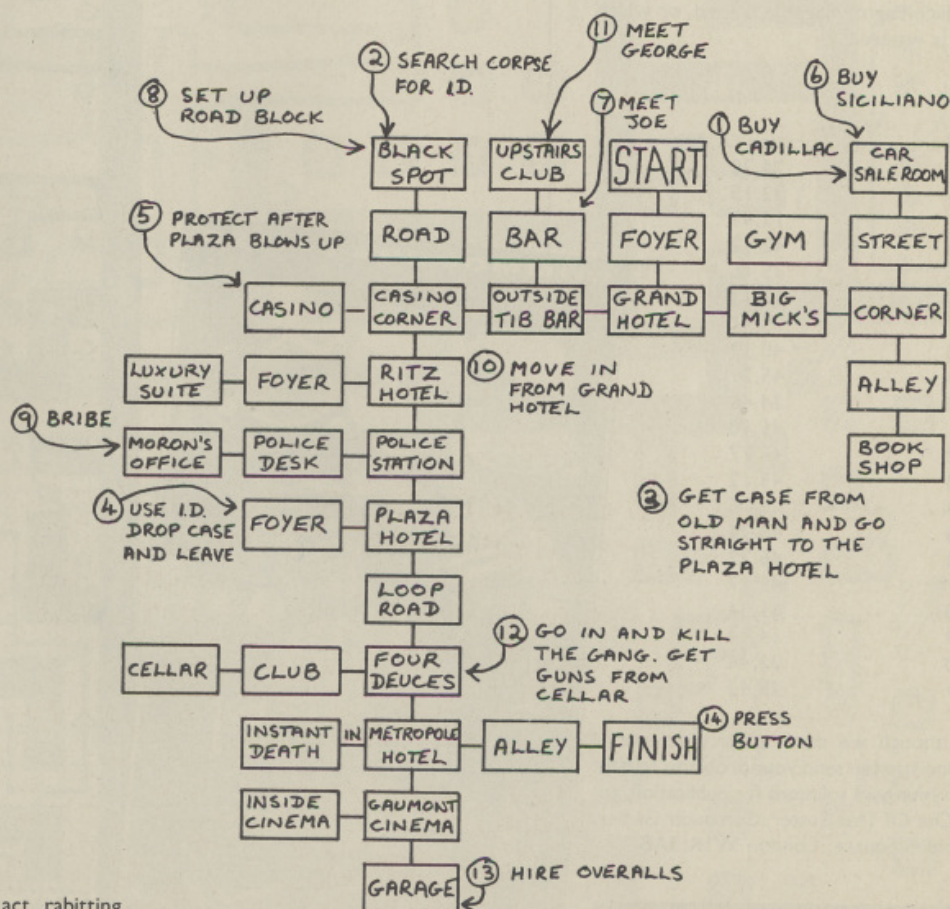 ⑪ MEET
GEORGE
② SEARCH CORPSE
FOR I.D.
⑥ BUY
SICILIANO
⑧ SET UP
ROAD BLOCK
⑦ MEET
JOE
① BUY
CADILLAC
BLACK
SPOT
UPSTAIRS
CLUB
START
CAR
SALEROOM
⑤ PROTECT AFTER
PLAZA BLOWS UP
ROAD
BAR
FOYER
GYM
STREET
CASINO
CASINO
CORNER
OUTSIDE
TIB BAR
GRAND
HOTEL
BIG
MICK'S
CORNER
LUXURY
SUITE
FOYER
RITZ
HOTEL
⑩ MOVE IN
FROM GRAND
HOTEL
ALLEY
⑨ BRIBE
MORON'S
OFFICE
POLICE
DESK
POLICE
STATION
BOOK
SHOP
④ USE I.D.
DROP CASE
AND LEAVE
FOYER
PLAZA
HOTEL
③ GET CASE FROM
OLD MAN AND GO
STRAIGHT TO THE
PLAZA HOTEL
LOOP
ROAD
CELLAR
CLUB
FOUR
DEUCES
⑫ GO IN AND KILL
THE GANG. GET
GUNS FROM
CELLAR
INSTANT
DEATH
IN
METROPOLE
HOTEL
ALLEY
FINISH
⑭ PRESS
BUTTON
INSIDE
CINEMA
GAUMONT
CINEMA
GARAGE
⑬ HIRE OVERALLS
act, rabitting